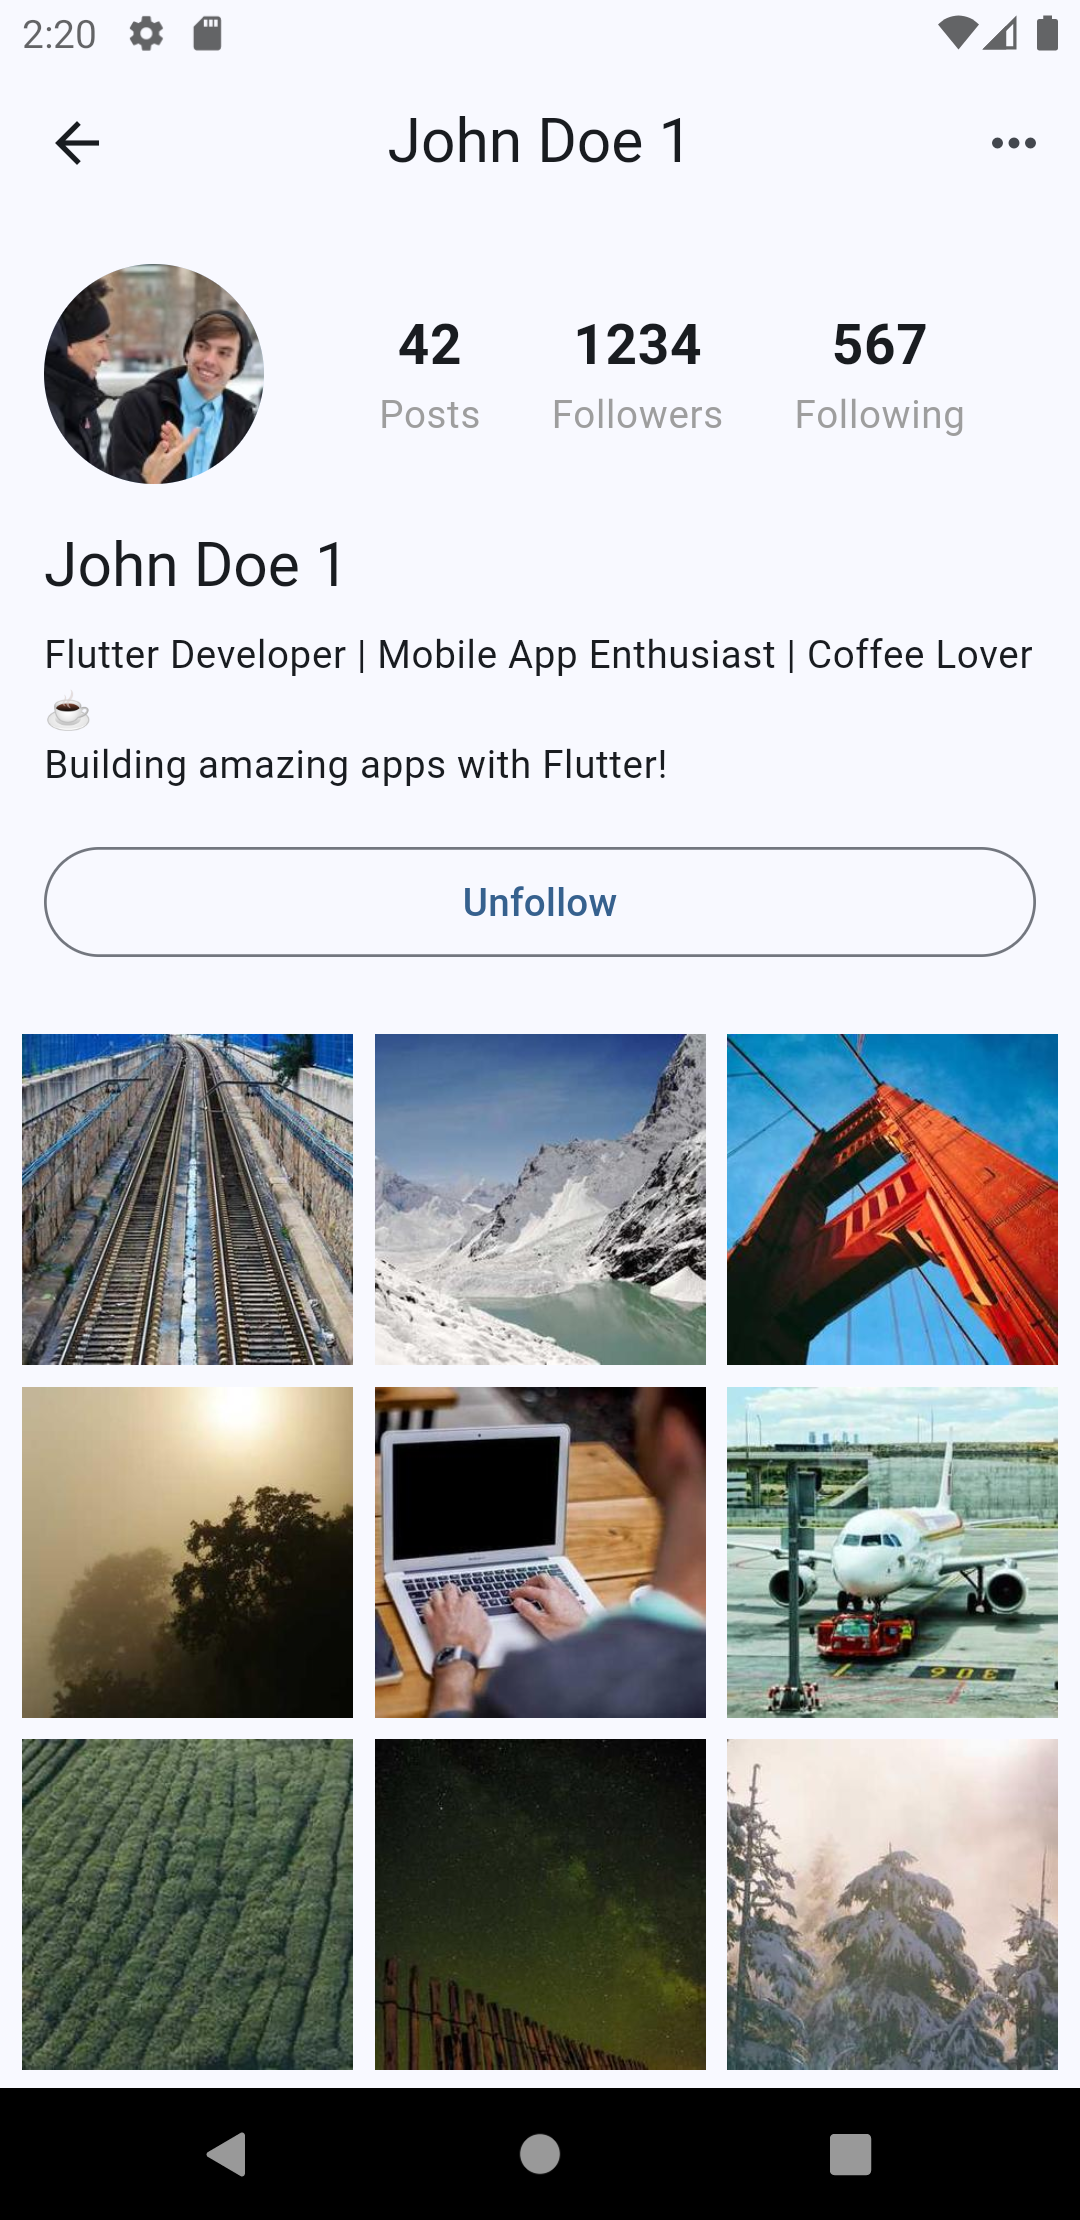 2:20
John Doe 1
42 1234 567
Posts Followers Following
John Doe 1
Flutter Developer | Mobile App Enthusiast | Coffee Lover
☕
Building amazing apps with Flutter!
Unfollow
306